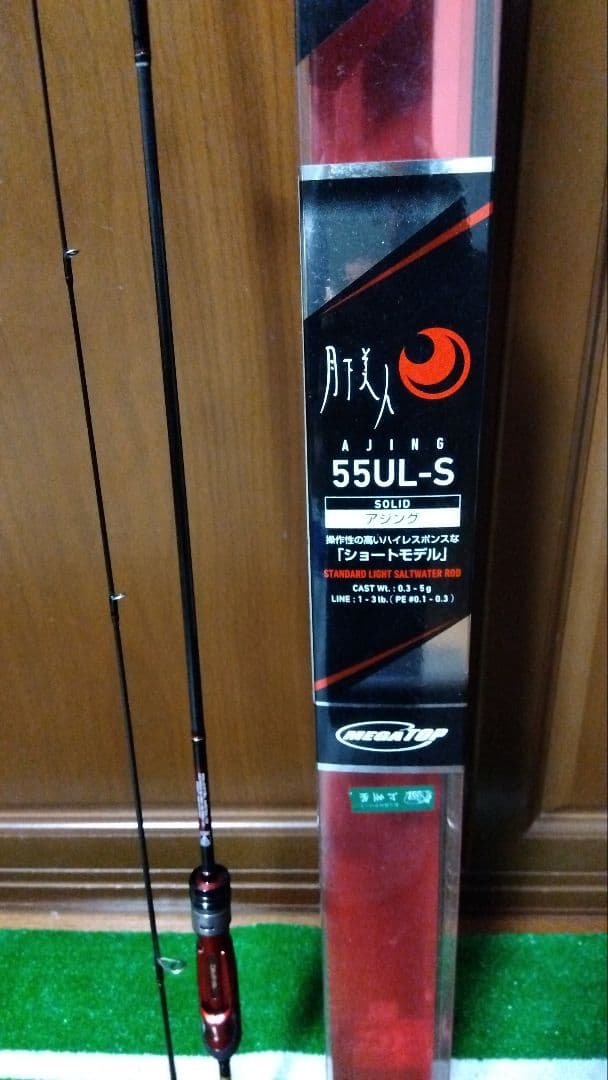 月下美人
AJING
55UL-S
SOLID
アジング
操作性の高いハイレスポンスな
「ショートモデル」
STANDARD LIGHT SALTWATER ROD
CAST Wt. : 0.3 - 5g
LINE : 1 - 3 lb. ( PE #0.1 - 0.3 )
MEGATOP